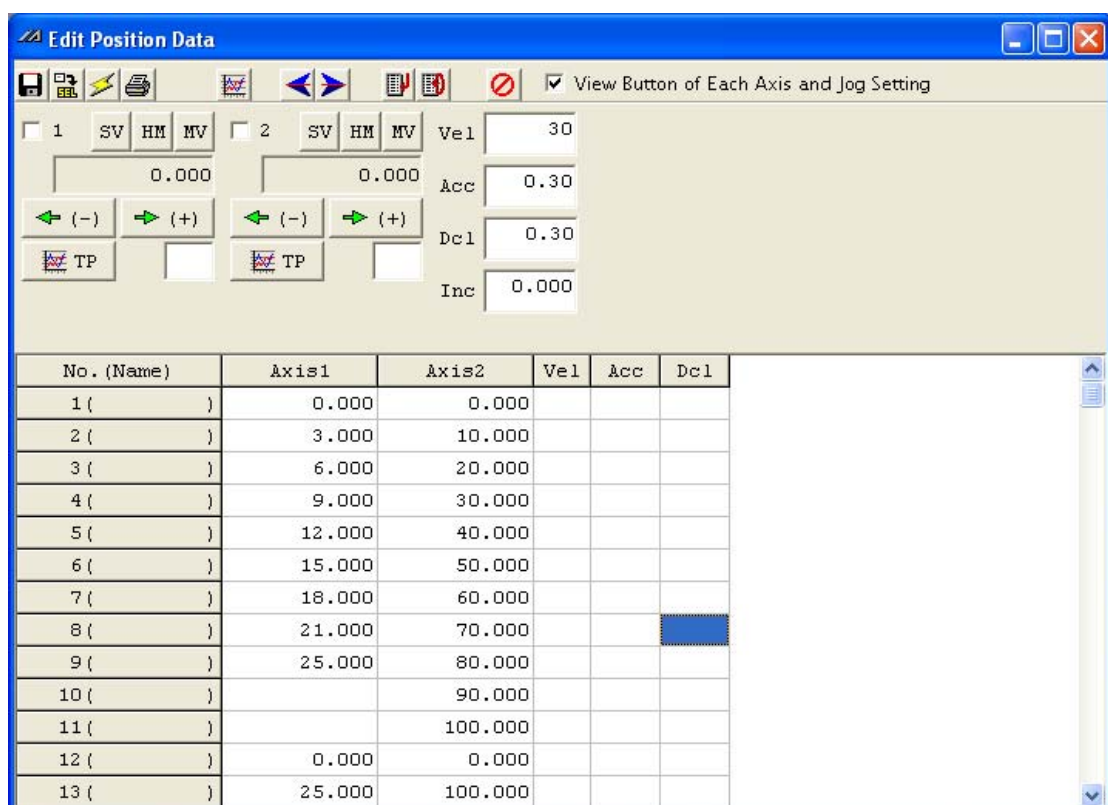 Edit Position Data
SEL View Button of Each Axis and Jog Setting
1 SV HM MV 2 SV HM MV Vel 30
0.000 0.000 Acc 0.30
(-) (+) (-) (+) Dcl 0.30
TP TP
Inc 0.000
No.(Name) Axis1 Axis2 Vel Acc Dcl
1( ) 0.000 0.000
2( ) 3.000 10.000
3( ) 6.000 20.000
4( ) 9.000 30.000
5( ) 12.000 40.000
6( ) 15.000 50.000
7( ) 18.000 60.000
8( ) 21.000 70.000
9( ) 25.000 80.000
10( ) 90.000
11( ) 100.000
12( ) 0.000 0.000
13( ) 25.000 100.000